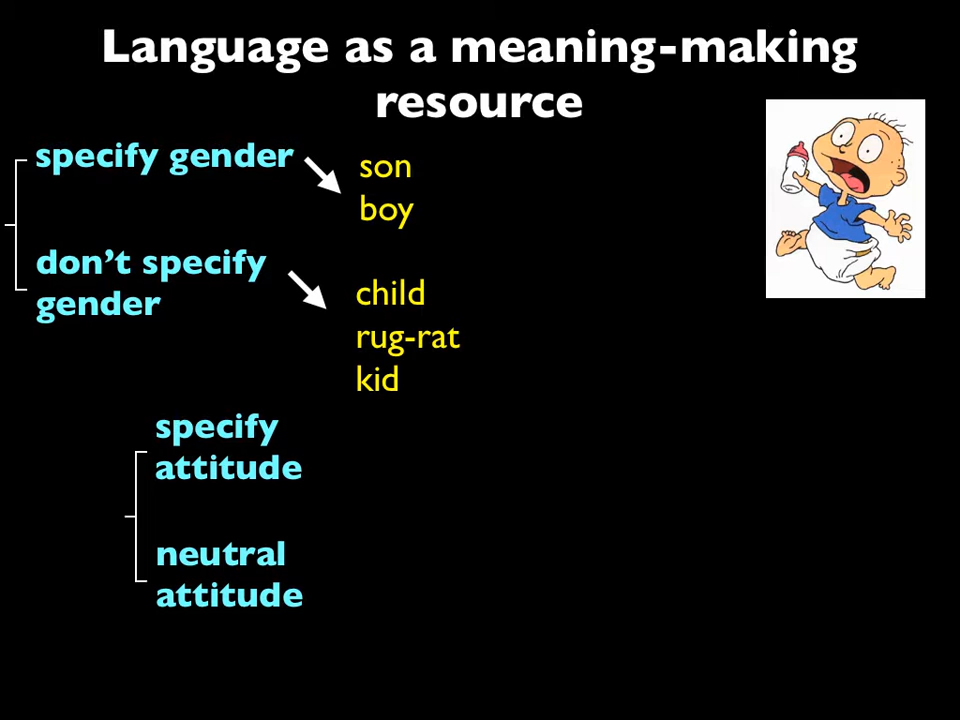 Language as a meaning-making
resource
specify gender
son
boy
don’t specify
gender
child
rug-rat
kid
specify
attitude
neutral
attitude